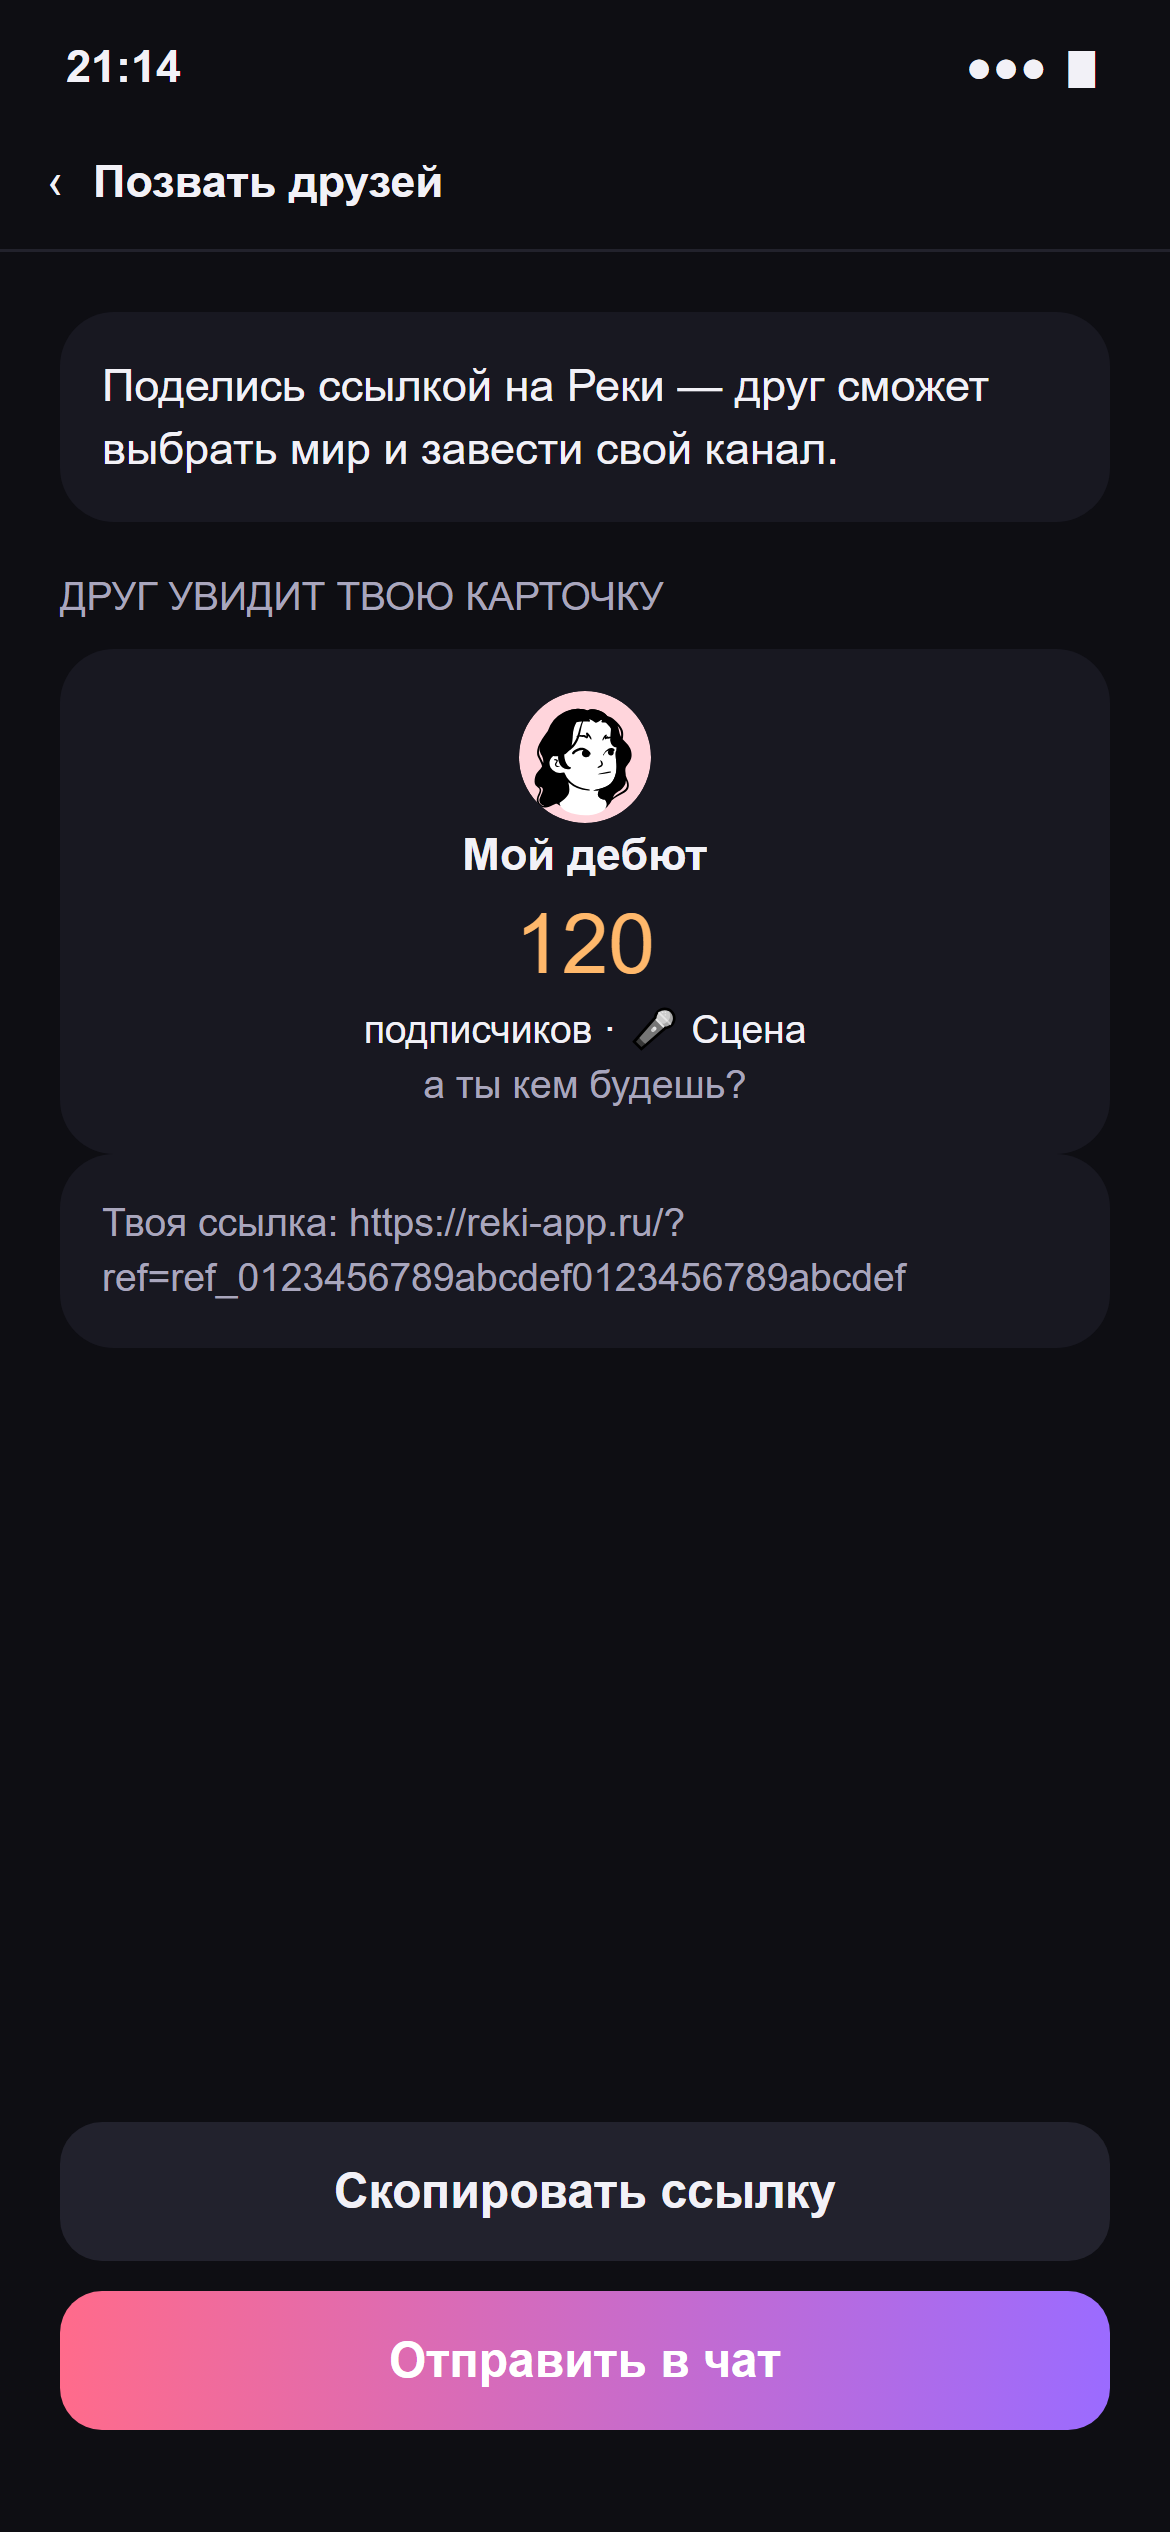 21:14
‹ Позвать друзей
Поделись ссылкой на Реки — друг сможет
выбрать мир и завести свой канал.
ДРУГ УВИДИТ ТВОЮ КАРТОЧКУ
Мой дебют
120
подписчиков · 🎤 Сцена
а ты кем будешь?
Твоя ссылка: https://reki-app.ru/?
ref=ref_0123456789abcdef0123456789abcdef
Скопировать ссылку
Отправить в чат